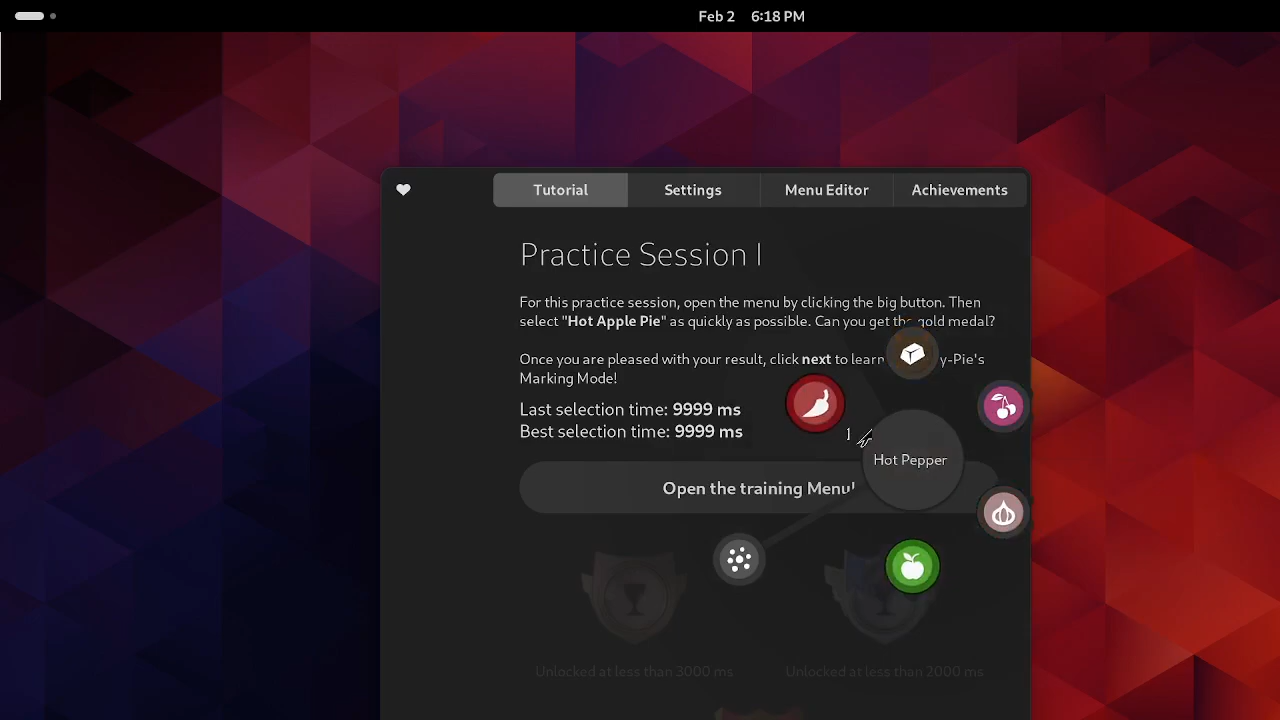 Feb 2 6:18 PM
Tutorial Settings Menu Editor Achievements
Practice Session I
For this practice session, open the menu by clicking the big button. Then
select "Hot Apple Pie" as quickly as possible. Can you get the gold medal?
Once you are pleased with your result, click next to learn y-Pie's
Marking Mode!
Last selection time: 9999 ms
Best selection time: 9999 ms
Hot Pepper
Open the training Menu!
Unlocked at less than 3000 ms Unlocked at less than 2000 ms